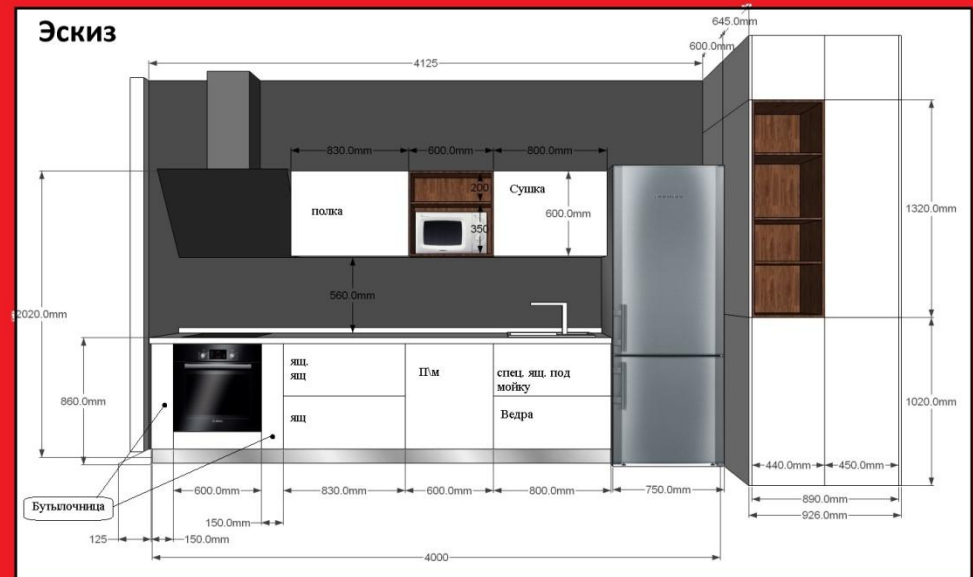 Эскиз
645.0mm
600.0mm
4125
830.0mm
600.0mm
800.0mm
200
Сушка
полка
600.0mm
350
1320.0mm
560.0mm
2020.0mm
ящ.
ящ
П\м
спец. ящ. под
мойку
860.0mm
ящ
Ведра
1020.0mm
440.0mm
450.0mm
600.0mm
830.0mm
600.0mm
800.0mm
750.0mm
890.0mm
Бутылочница
926.0mm
150.0mm
125
150.0mm
4000